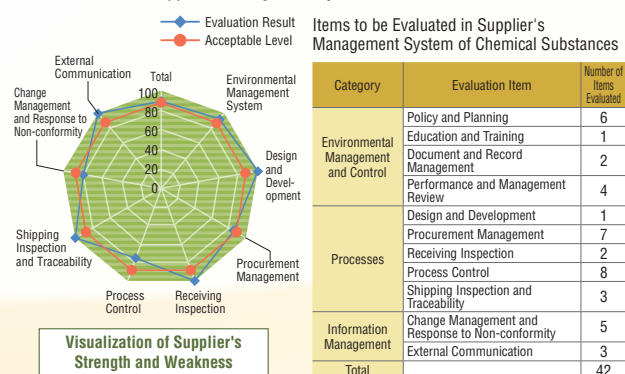 Evaluation Result
Acceptable Level
External
Communication
Total
Environmental
Management
System
Change
Management
and Response to
Non-conformity
100
80
60
40
20
0
Design
and
Devel-
opment
Shipping
Inspection
and Traceability
Procurement
Management
Process
Control
Receiving
Inspection
Visualization of Supplier's
Strength and Weakness
Items to be Evaluated in Supplier's
Management System of Chemical Substances
Category
Evaluation Item
Number of
Items
Evaluated
Environmental
Management
and Control
Policy and Planning 6
Education and Training 1
Document and Record
Management 2
Performance and Management
Review 4
Processes
Design and Development 1
Procurement Management 7
Receiving Inspection 2
Process Control 8
Shipping Inspection and
Traceability 3
Information
Management
Change Management and
Response to Non-conformity 5
External Communication 3
Total 42